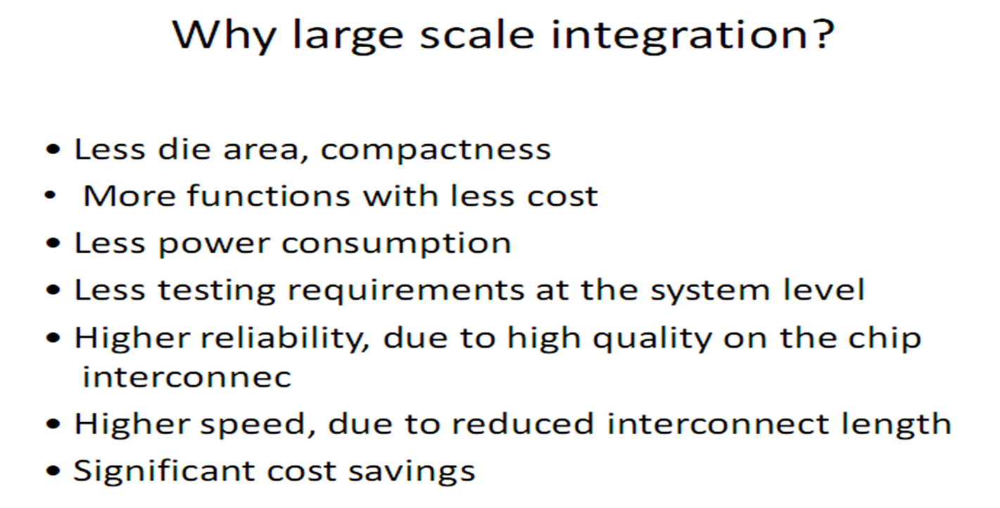 Why large scale integration?
• Less die area, compactness
• More functions with less cost
• Less power consumption
• Less testing requirements at the system level
• Higher reliability, due to high quality on the chip
interconnec
• Higher speed, due to reduced interconnect length
• Significant cost savings